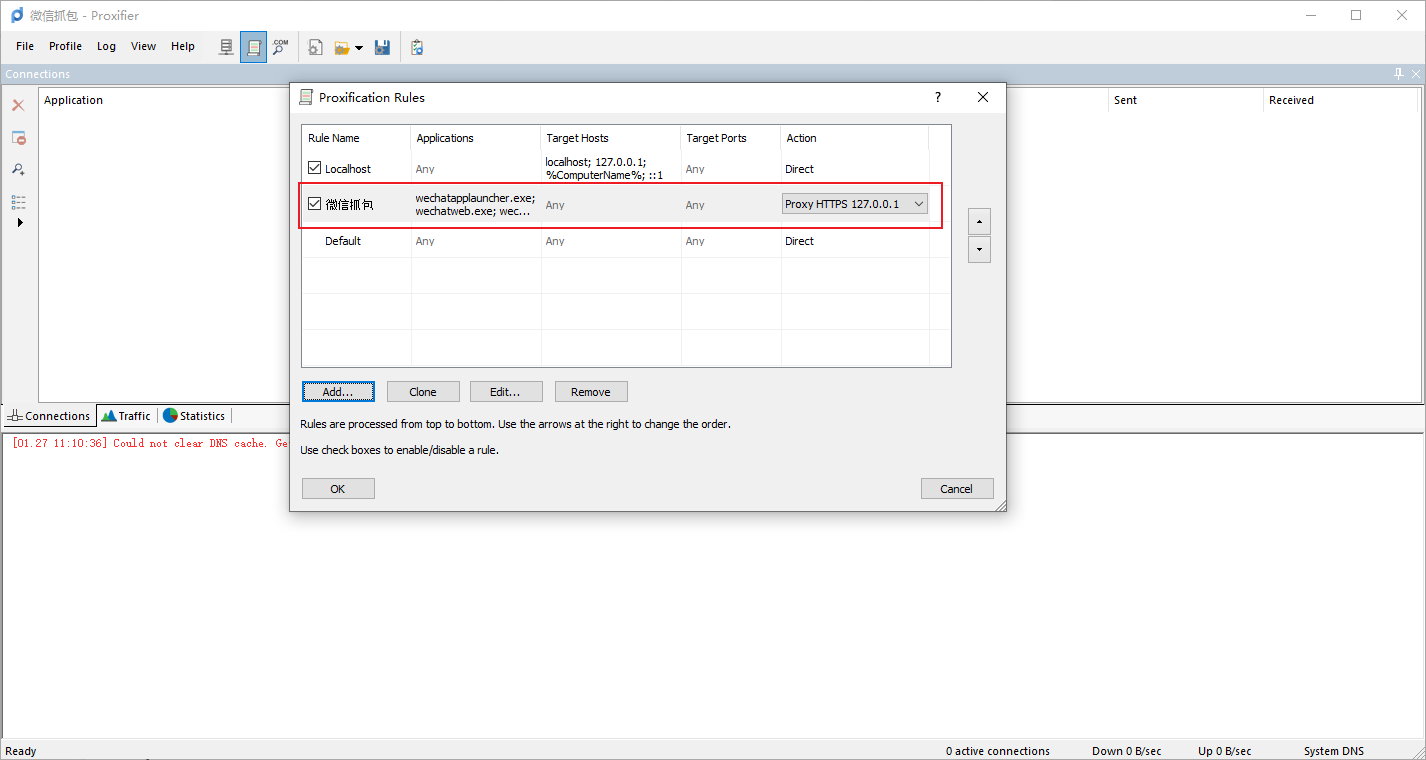 微信抓包 - Proxifier
File Profile Log View Help .COM
Connections
Application Sent Received
Proxification Rules ?
Rule Name Applications Target Hosts Target Ports Action
Localhost Any localhost; 127.0.0.1; Any Direct
%ComputerName%; ::1
微信抓包 wechatapplauncher.exe; Any Any Proxy HTTPS 127.0.0.1
wechatweb.exe; wec...
Default Any Any Any Direct
Add... Clone Edit... Remove
Rules are processed from top to bottom. Use the arrows at the right to change the order.
Use check boxes to enable/disable a rule.
OK Cancel
Connections Traffic Statistics
[01.27 11:10:36] Could not clear DNS cache. Ge
Ready 0 active connections Down 0 B/sec Up 0 B/sec System DNS